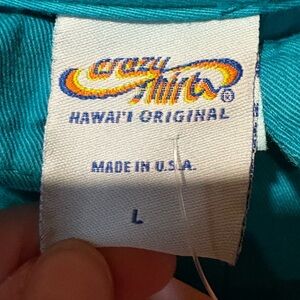 crazy
shirts®
HAWAI'I ORIGINAL
MADE IN U.S.A.
L